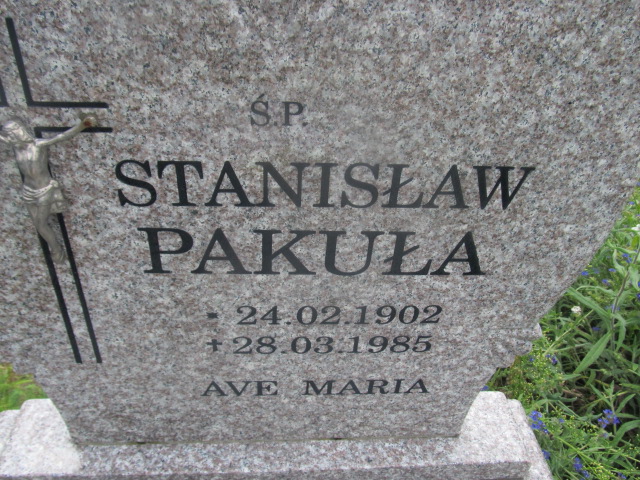 Ś.P.
STANISŁAW
PAKUŁA
* 24.02.1902
+ 28.03.1985
AVE MARIA